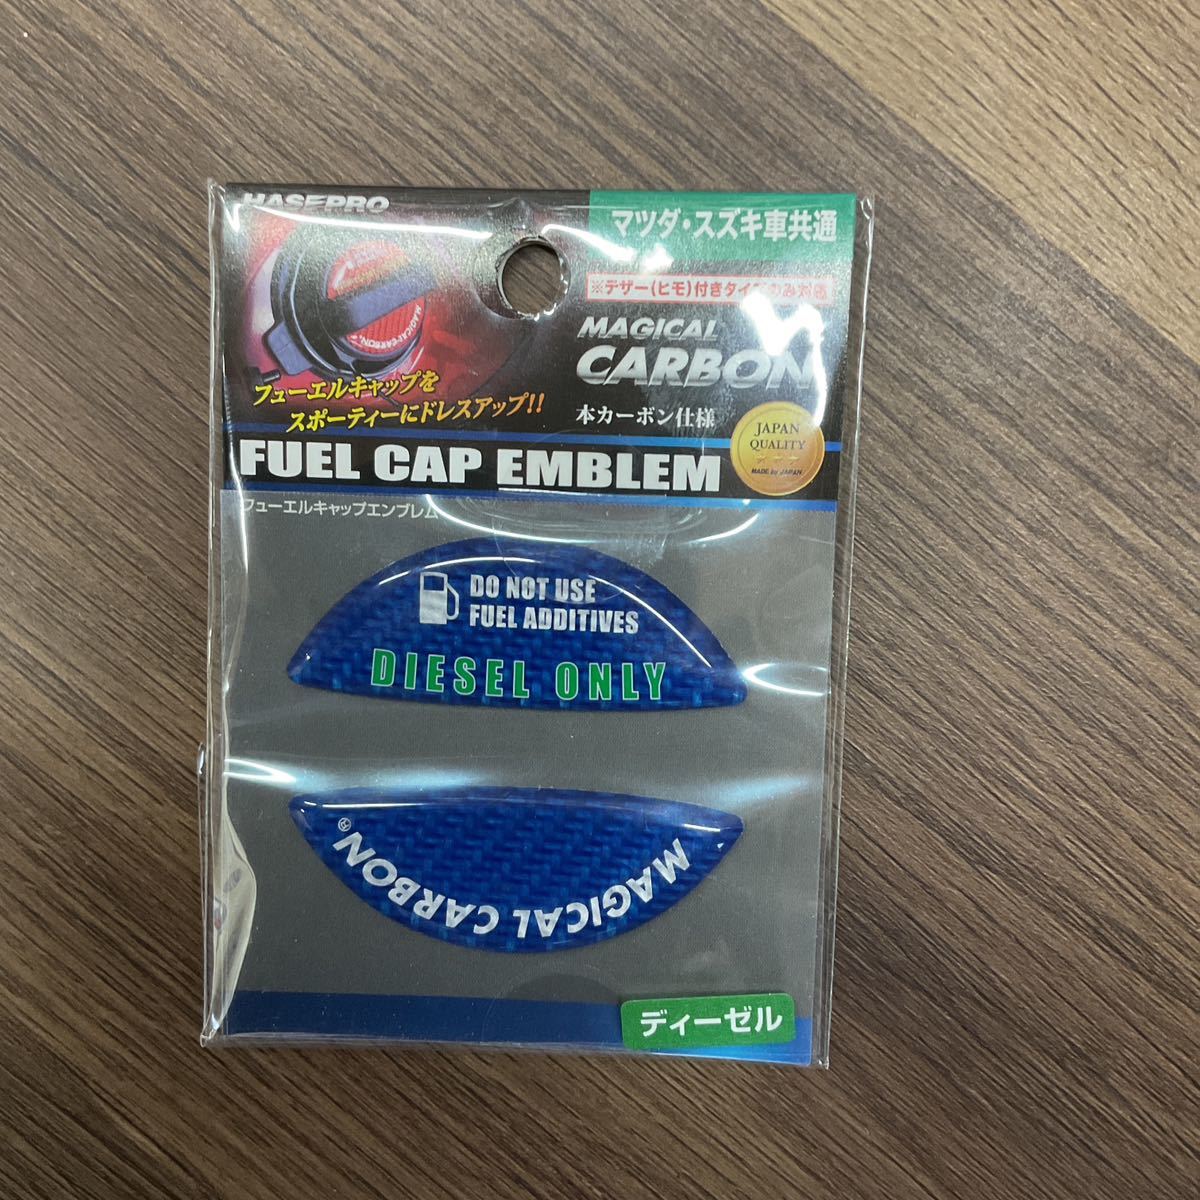 HASEPRO
マツダ・スズキ車共通
※テザー(ヒモ)付きタイプのみ対応
MAGICAL CARBON®
MAGICAL
CARBON
フューエルキャップを
スポーティーにドレスアップ!!
本カーボン仕様
JAPAN
QUALITY
MADE by JAPAN
FUEL CAP EMBLEM
フューエルキャップエンブレム
DO NOT USE
FUEL ADDITIVES
DIESEL ONLY
MAGICAL CARBON®
ディーゼル